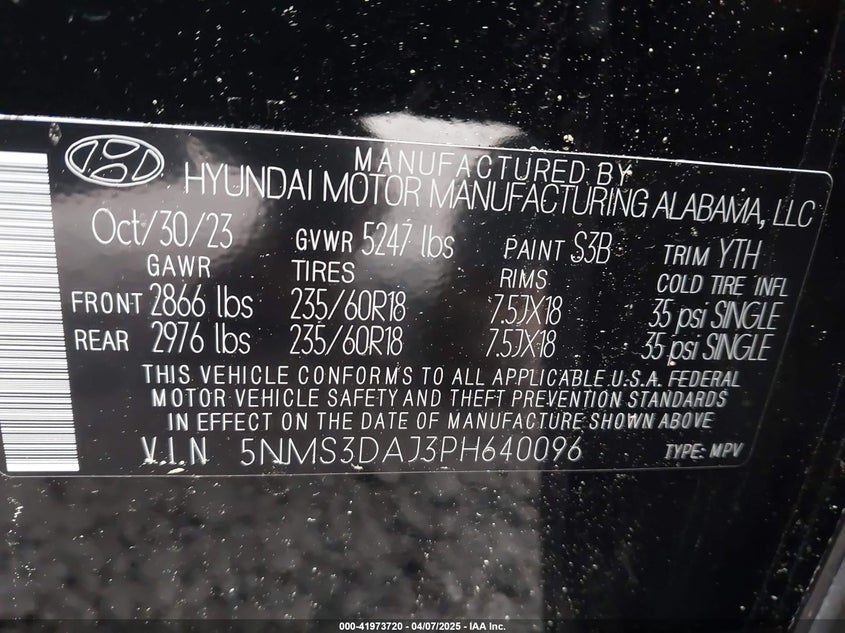 MANUFACTURED BY
HYUNDAI MOTOR MANUFACTURING ALABAMA, LLC
Oct/30/23 GVWR 5247 lbs PAINT S3B TRIM YTH
GAWR TIRES RIMS COLD TIRE INFL
FRONT 2866 lbs 235/60R18 7.5JX18 35 psi SINGLE
REAR 2976 lbs 235/60R18 7.5JX18 35 psi SINGLE
THIS VEHICLE CONFORMS TO ALL APPLICABLE U.S.A. FEDERAL
MOTOR VEHICLE SAFETY AND THEFT PREVENTION STANDARDS
IN EFFECT ON THE DATE OF MANUFACTURE SHOWN ABOVE
V.I.N 5NMS3DAJ3PH640096 TYPE: MPV
000-41973720 - 04/07/2025 - IAA Inc.